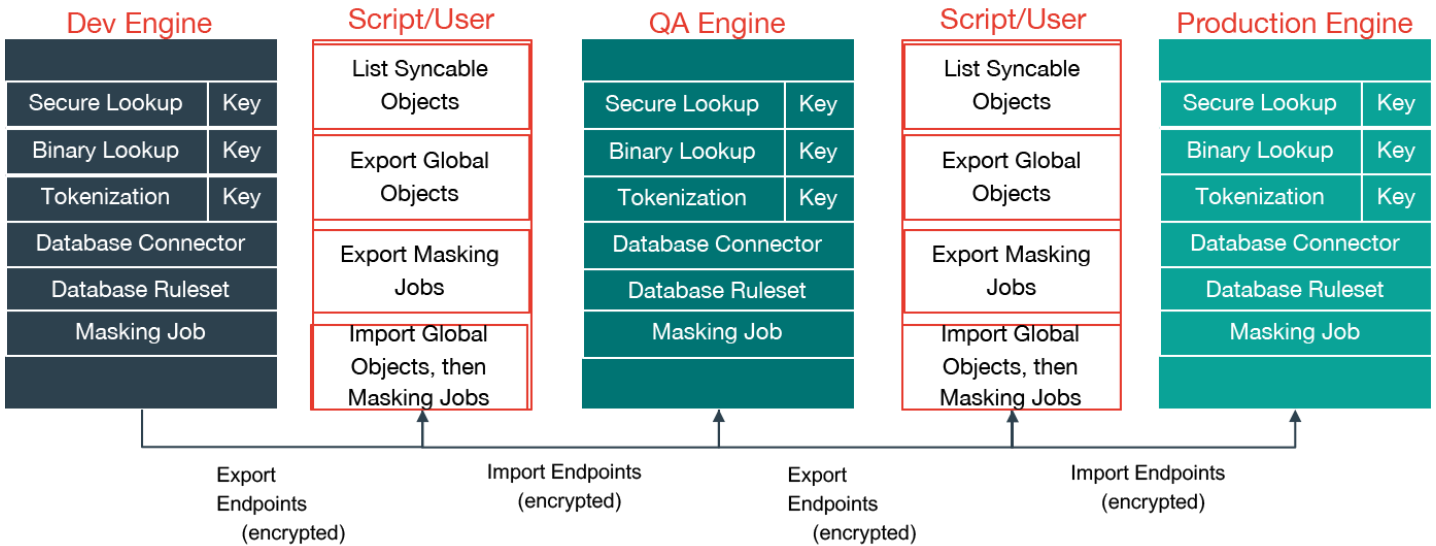 Dev Engine
Secure Lookup
Key
Binary Lookup
Key
Tokenization
Key
Database Connector
Database Ruleset
Masking Job
Script/User
List Syncable
Objects
Export Global
Objects
Export Masking
Jobs
Import Global
Objects, then
Masking Jobs
QA Engine
Secure Lookup
Key
Binary Lookup
Key
Tokenization
Key
Database Connector
Database Ruleset
Masking Job
Script/User
List Syncable
Objects
Export Global
Objects
Export Masking
Jobs
Import Global
Objects, then
Masking Jobs
Production Engine
Secure Lookup
Key
Binary Lookup
Key
Tokenization
Key
Database Connector
Database Ruleset
Masking Job
Export
Endpoints
(encrypted)
Import Endpoints
(encrypted)
Export
Endpoints
(encrypted)
Import Endpoints
(encrypted)